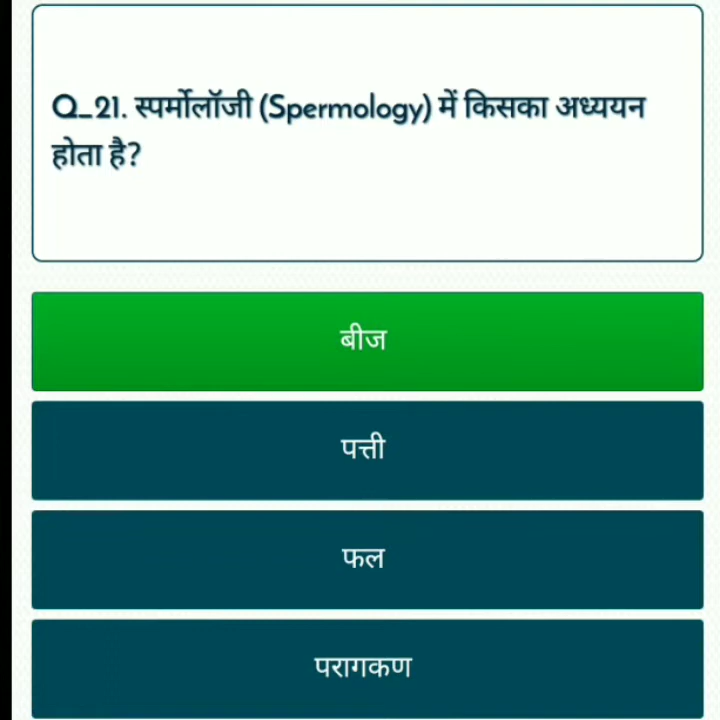 Q_21. स्पर्मोलॉजी (Spermology) में किसका अध्ययन
होता है?
बीज
पत्ती
फल
परागकण